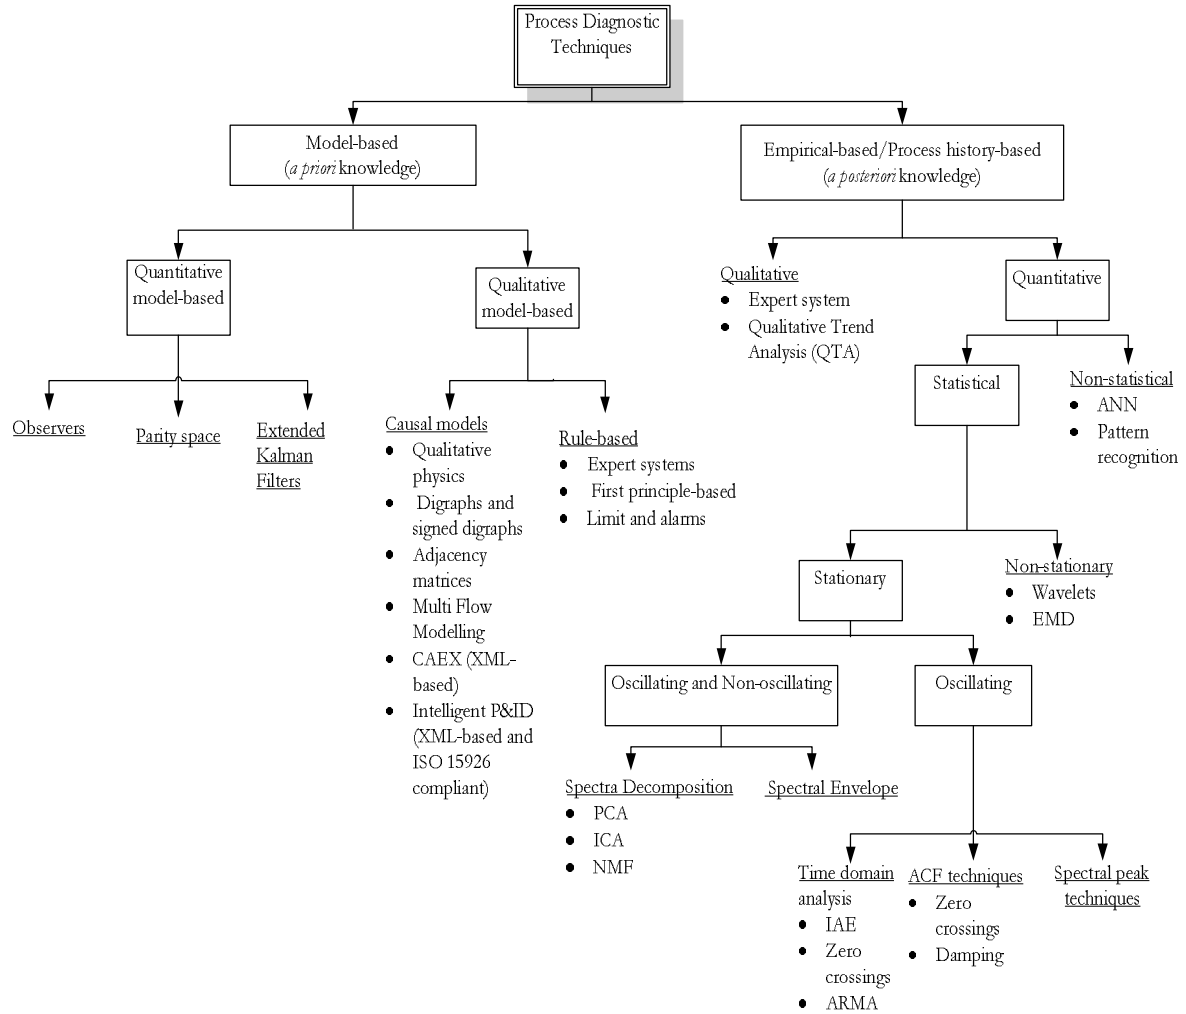 Process Diagnostic
Techniques
Model-based
(a priori knowledge)
Empirical-based/Process history-based
(a posteriori knowledge)
Quantitative
model-based
Qualitative
model-based
Qualitative
● Expert system
● Qualitative Trend
Analysis (QTA)
Quantitative
Statistical
Non-statistical
● ANN
● Pattern
recognition
Observers
Parity space
Extended
Kalman
Filters
Causal models
● Qualitative
physics
● Digraphs and
signed digraphs
● Adjacency
matrices
● Multi Flow
Modelling
● CAEX (XML-
based)
● Intelligent P&ID
(XML-based and
ISO 15926
compliant)
Rule-based
● Expert systems
● First principle-based
● Limit and alarms
Stationary
Non-stationary
● Wavelets
● EMD
Oscillating and Non-oscillating
Oscillating
Spectra Decomposition
● PCA
● ICA
● NMF
Spectral Envelope
Time domain
analysis
● IAE
● Zero
crossings
● ARMA
ACF techniques
● Zero
crossings
● Damping
Spectral peak
techniques